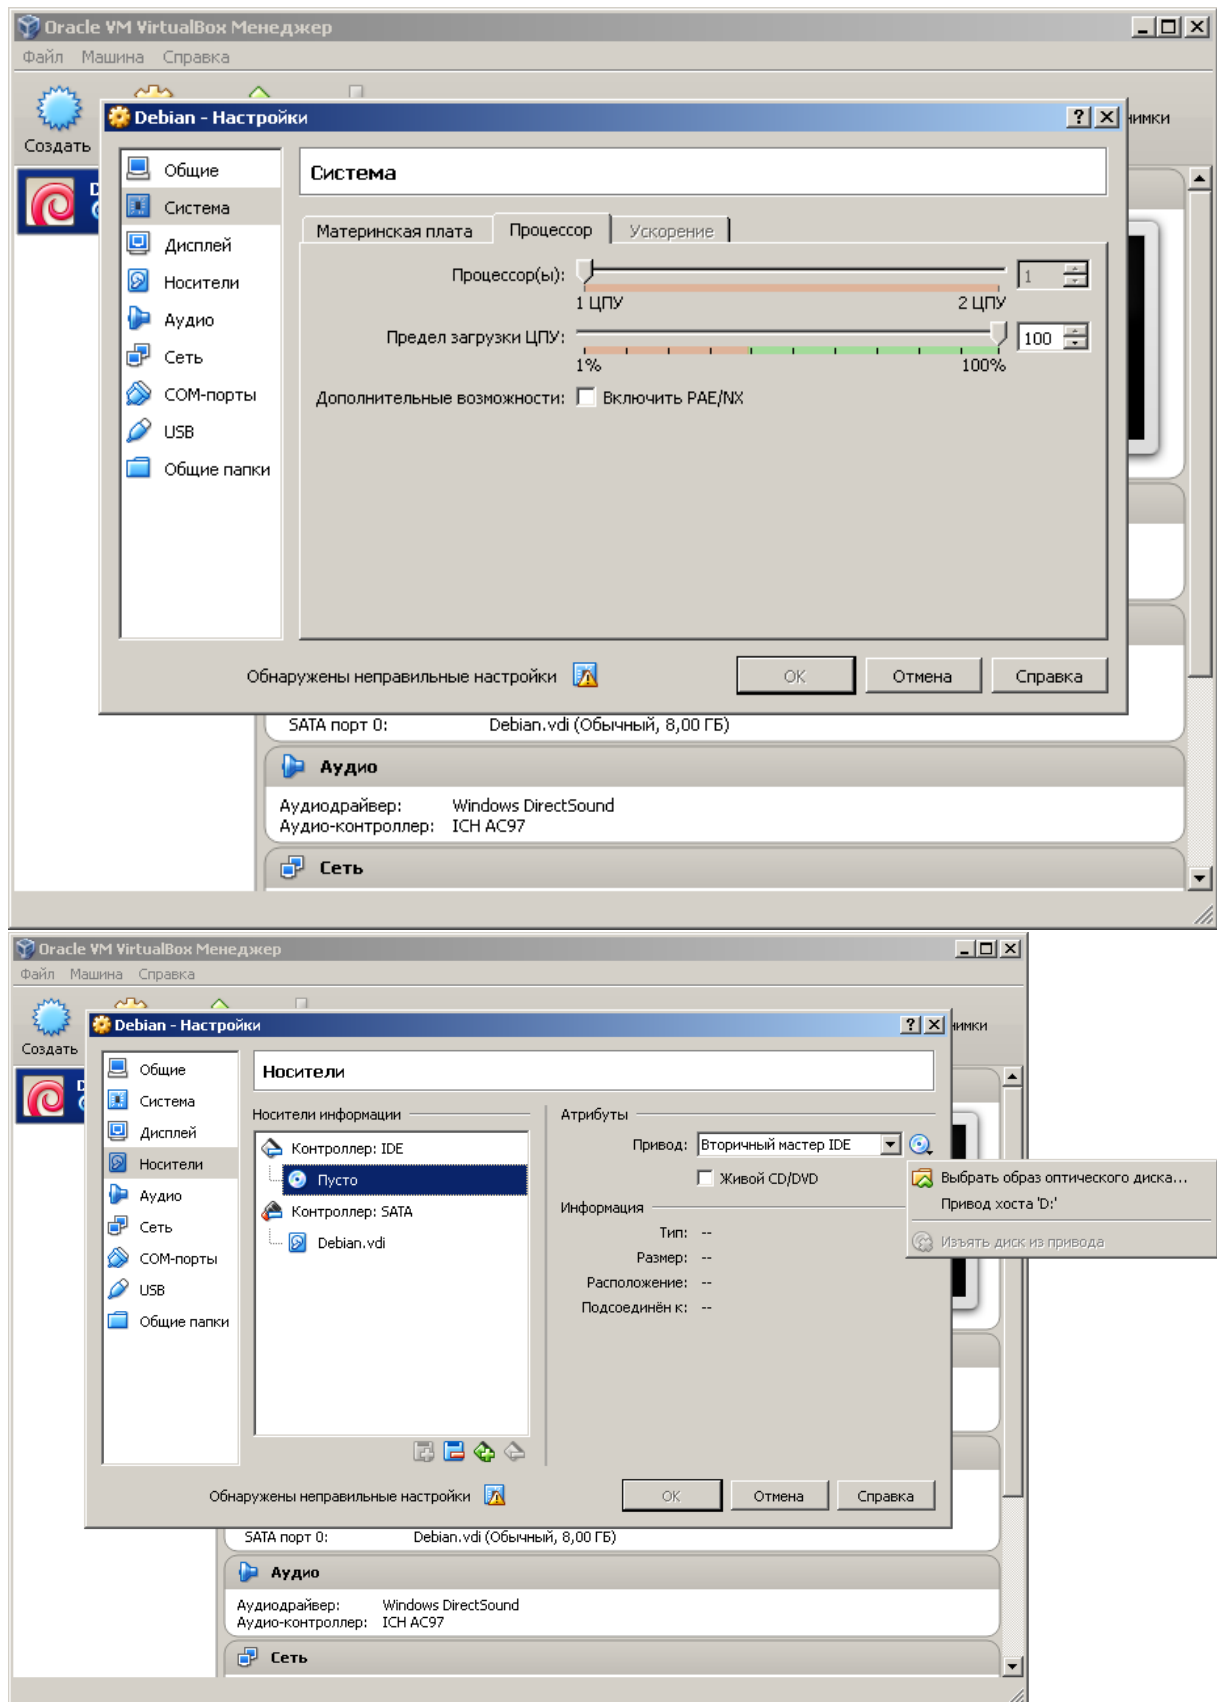 Oracle VM VirtualBox Менеджер
Файл Машина Справка
Создать
нимки
Debian - Настройки
Общие
Система
Дисплей
Носители
Аудио
Сеть
COM-порты
USB
Общие папки
Система
Материнская плата Процессор Ускорение
Процессор(ы): 1
1 ЦПУ 2 ЦПУ
Предел загрузки ЦПУ: 100
1% 100%
Дополнительные возможности: Включить PAE/NX
Обнаружены неправильные настройки OK Отмена Справка
SATA порт 0: Debian.vdi (Обычный, 8,00 ГБ)
Аудио
Аудиодрайвер: Windows DirectSound
Аудио-контроллер: ICH AC97
Сеть
Oracle VM VirtualBox Менеджер
Файл Машина Справка
Создать
нимки
Debian - Настройки
Общие
Система
Дисплей
Носители
Аудио
Сеть
COM-порты
USB
Общие папки
Носители
Носители информации
Контроллер: IDE
Пусто
Контроллер: SATA
Debian.vdi
Атрибуты
Привод: Вторичный мастер IDE
Живой CD/DVD
Информация
Тип: --
Размер: --
Расположение: --
Подсоединён к: --
Выбрать образ оптического диска...
Привод хоста 'D:'
Изъять диск из привода
Обнаружены неправильные настройки OK Отмена Справка
SATA порт 0: Debian.vdi (Обычный, 8,00 ГБ)
Аудио
Аудиодрайвер: Windows DirectSound
Аудио-контроллер: ICH AC97
Сеть